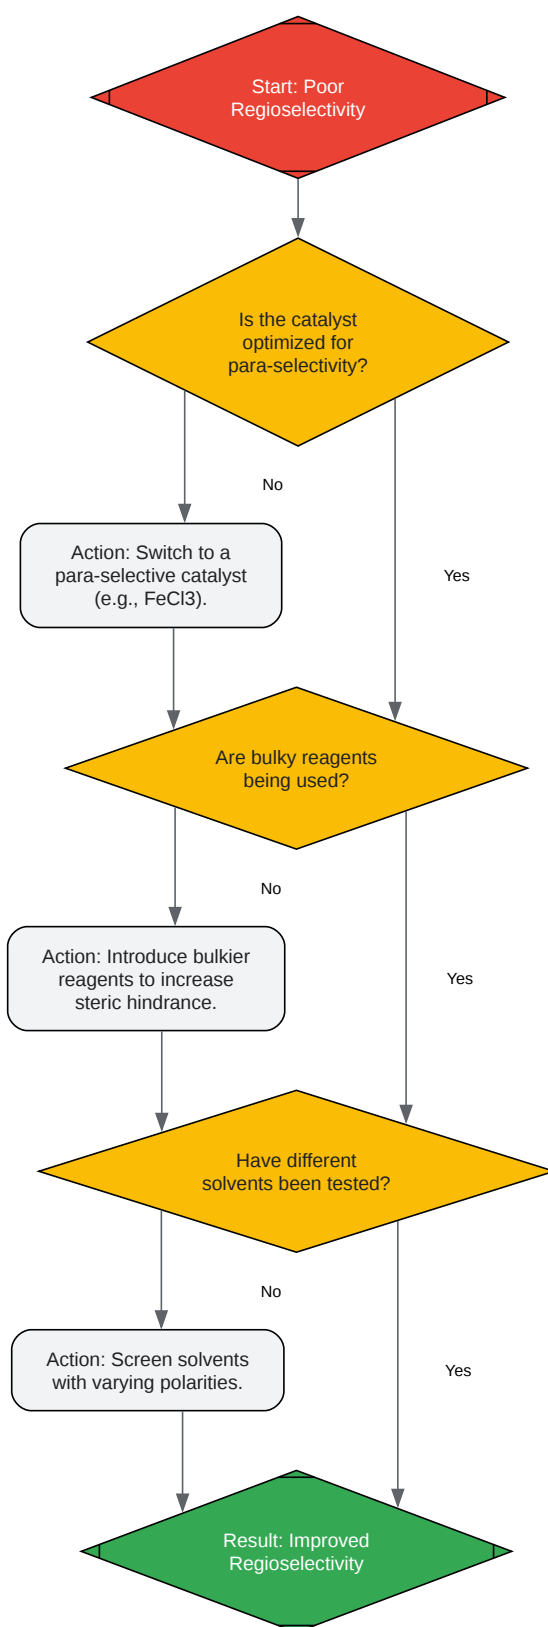 Start: Poor
Regioselectivity
Is the catalyst
optimized for
para-selectivity?
No
Action: Switch to a
para-selective catalyst
(e.g., FeCl3).
Yes
Are bulky reagents
being used?
No
Action: Introduce bulkier
reagents to increase
steric hindrance.
Yes
Have different
solvents been tested?
No
Action: Screen solvents
with varying polarities.
Yes
Result: Improved
Regioselectivity